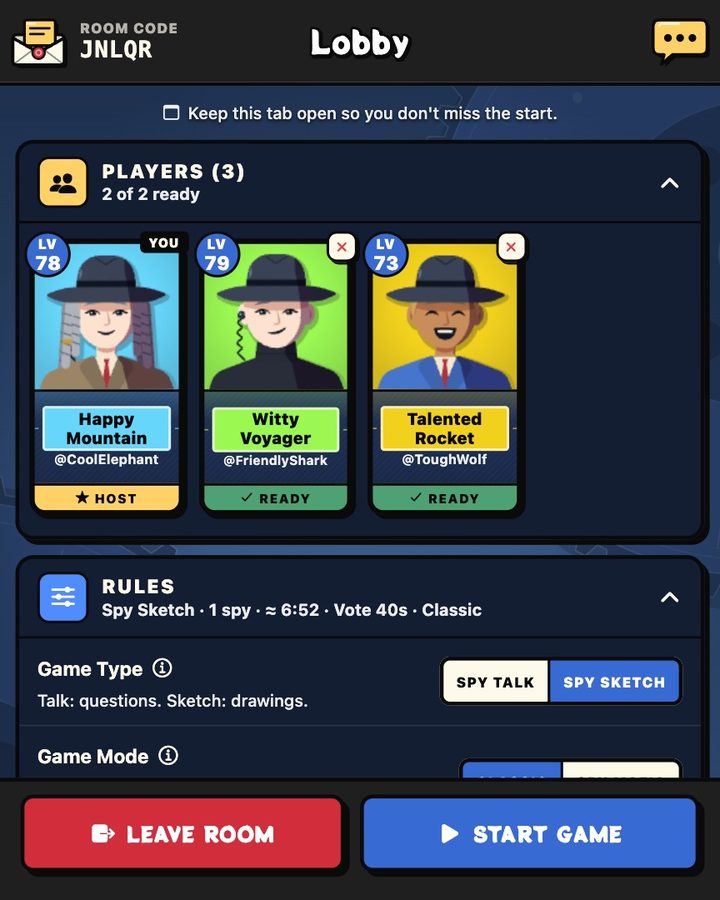 ROOM CODE
JNLQR
Lobby
Keep this tab open so you don't miss the start.
PLAYERS (3)
2 of 2 ready
LV
78
YOU
Happy
Mountain
@CoolElephant
HOST
LV
79
Witty
Voyager
@FriendlyShark
READY
LV
73
Talented
Rocket
@ToughWolf
READY
RULES
Spy Sketch · 1 spy · ≈ 6:52 · Vote 40s · Classic
Game Type
Talk: questions. Sketch: drawings.
SPY TALK
SPY SKETCH
Game Mode
LEAVE ROOM
START GAME